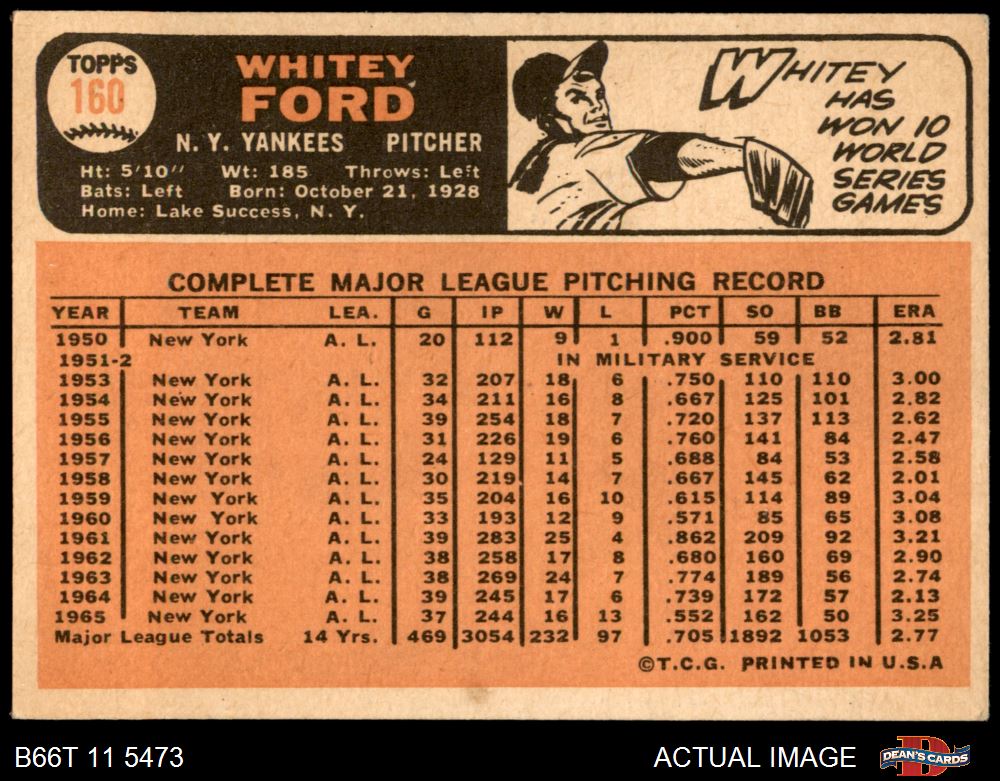 TOPPS
160
WHITEY
FORD
N. Y. YANKEES PITCHER
Ht: 5'10" Wt: 185 Throws: Left
Bats: Left Born: October 21, 1928
Home: Lake Success, N. Y.
WHITEY
HAS
WON 10
WORLD
SERIES
GAMES
COMPLETE MAJOR LEAGUE PITCHING RECORD
YEAR TEAM LEA. G IP W L PCT SO BB ERA
1950 New York A. L. 20 112 9 1 .900 59 52 2.81
1951-2 IN MILITARY SERVICE
1953 New York A. L. 32 207 18 6 .750 110 110 3.00
1954 New York A. L. 34 211 16 8 .667 125 101 2.82
1955 New York A. L. 39 254 18 7 .720 137 113 2.62
1956 New York A. L. 31 226 19 6 .760 141 84 2.47
1957 New York A. L. 24 129 11 5 .688 84 53 2.58
1958 New York A. L. 30 219 14 7 .667 145 62 2.01
1959 New York A. L. 35 204 16 10 .615 114 89 3.04
1960 New York A. L. 33 193 12 9 .571 85 65 3.08
1961 New York A. L. 39 283 25 4 .862 209 92 3.21
1962 New York A. L. 38 258 17 8 .680 160 69 2.90
1963 New York A. L. 38 269 24 7 .774 189 56 2.74
1964 New York A. L. 39 245 17 6 .739 172 57 2.13
1965 New York A. L. 37 244 16 13 .552 162 50 3.25
Major League Totals 14 Yrs. 469 3054 232 97 .705 1892 1053 2.77
©T.C.G. PRINTED IN U.S.A
B66T 11 5473 ACTUAL IMAGE DEAN'S CARDS